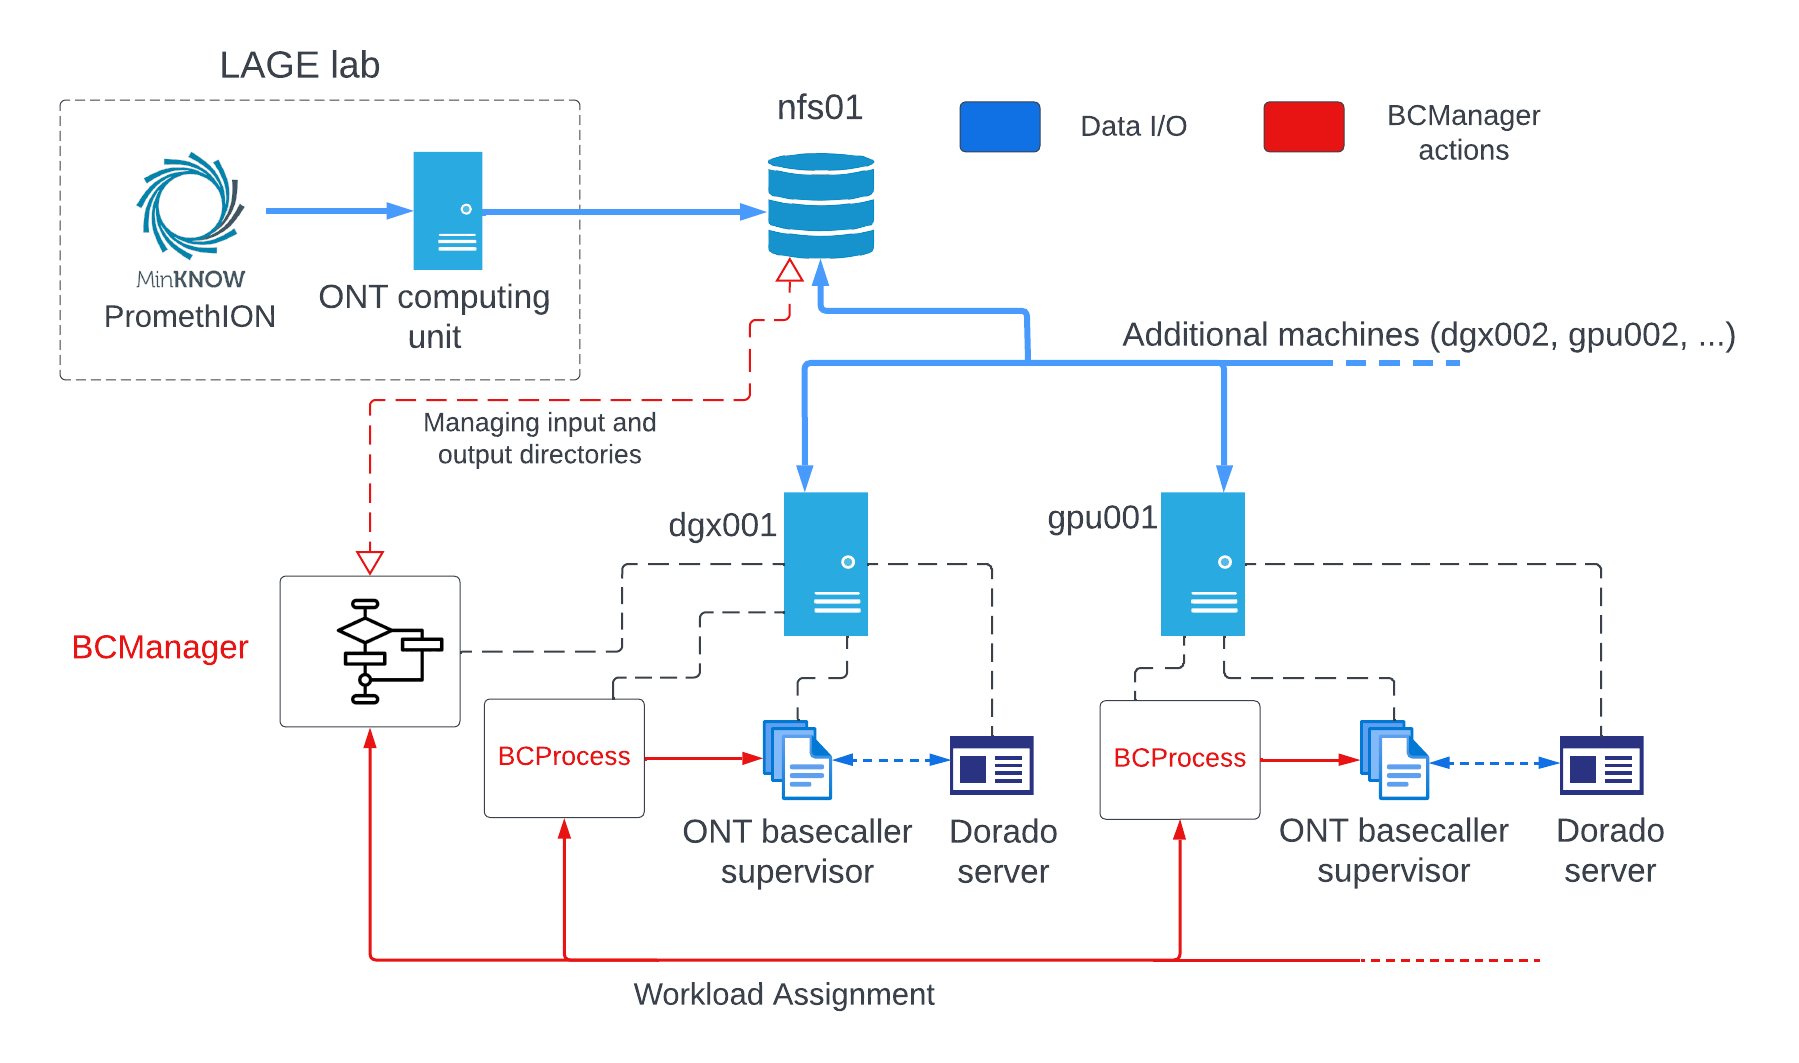 LAGE lab
nfs01
Data I/O
BCManager
actions
MinKNOW
PromethION
ONT computing
unit
Additional machines (dgx002, gpu002, ...)
Managing input and
output directories
dgx001
gpu001
BCManager
BCProcess
BCProcess
ONT basecaller
supervisor
Dorado
server
ONT basecaller
supervisor
Dorado
server
Workload Assignment